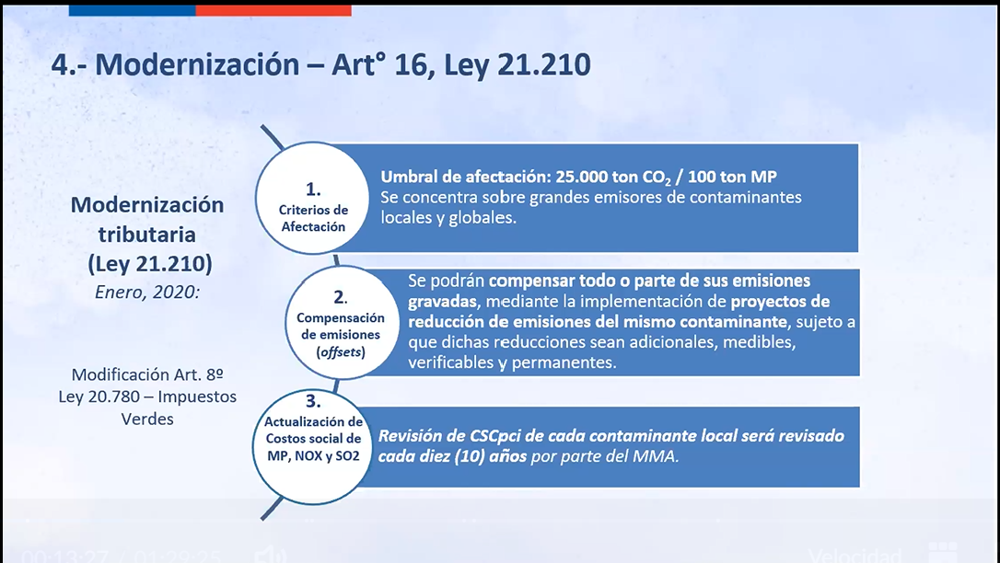 4.- Modernización – Art° 16, Ley 21.210
Modernización
tributaria
(Ley 21.210)
Enero, 2020:
Modificación Art. 8º
Ley 20.780 – Impuestos
Verdes
1.
Criterios de
Afectación
Umbral de afectación: 25.000 ton CO₂ / 100 ton MP
Se concentra sobre grandes emisores de contaminantes
locales y globales.
2.
Compensación
de emisiones
(offsets)
Se podrán compensar todo o parte de sus emisiones
gravadas, mediante la implementación de proyectos de
reducción de emisiones del mismo contaminante, sujeto a
que dichas reducciones sean adicionales, medibles,
verificables y permanentes.
3.
Actualización de
Costos social de
MP, NOX y SO2
Revisión de CSCpci de cada contaminante local será revisado
cada diez (10) años por parte del MMA.
00:13:27 / 01:29:25
Velocidad